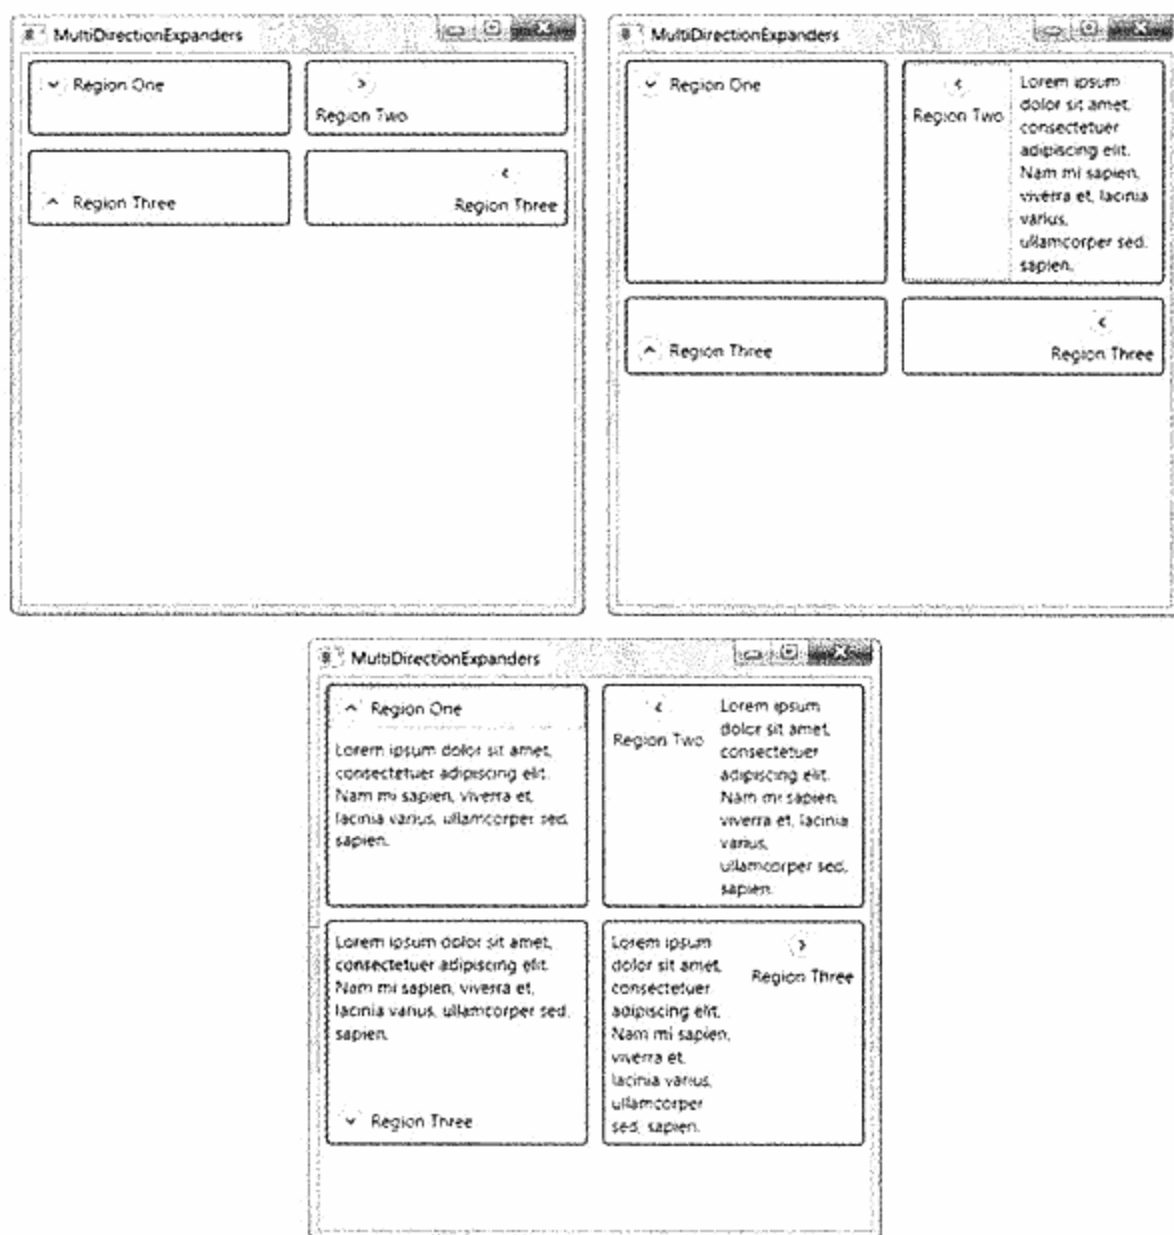 MultiDirectionExpanders
Region One
Region Two
Region Three
Region Three
MultiDirectionExpanders
Region One
Region Two
Lorem ipsum
dolor sit amet,
consectetuer
adipiscing elit.
Nam mi sapien,
viverra et, lacinia
varius,
ullamcorper sed,
sapien.
Region Three
Region Three
MultiDirectionExpanders
Region One
Lorem ipsum dolor sit amet,
consectetuer adipiscing elit.
Nam mi sapien, viverra et,
lacinia varius, ullamcorper sed,
sapien.
Region Two
Lorem ipsum
dolor sit amet,
consectetuer
adipiscing elit.
Nam mi sapien,
viverra et, lacinia
varius,
ullamcorper sed,
sapien.
Lorem ipsum dolor sit amet,
consectetuer adipiscing elit.
Nam mi sapien, viverra et,
lacinia varius, ullamcorper sed,
sapien.
Region Three
Lorem ipsum
dolor sit amet,
consectetuer
adipiscing elit.
Nam mi sapien,
viverra et,
lacinia varius,
ullamcorper
sed, sapien.
Region Three